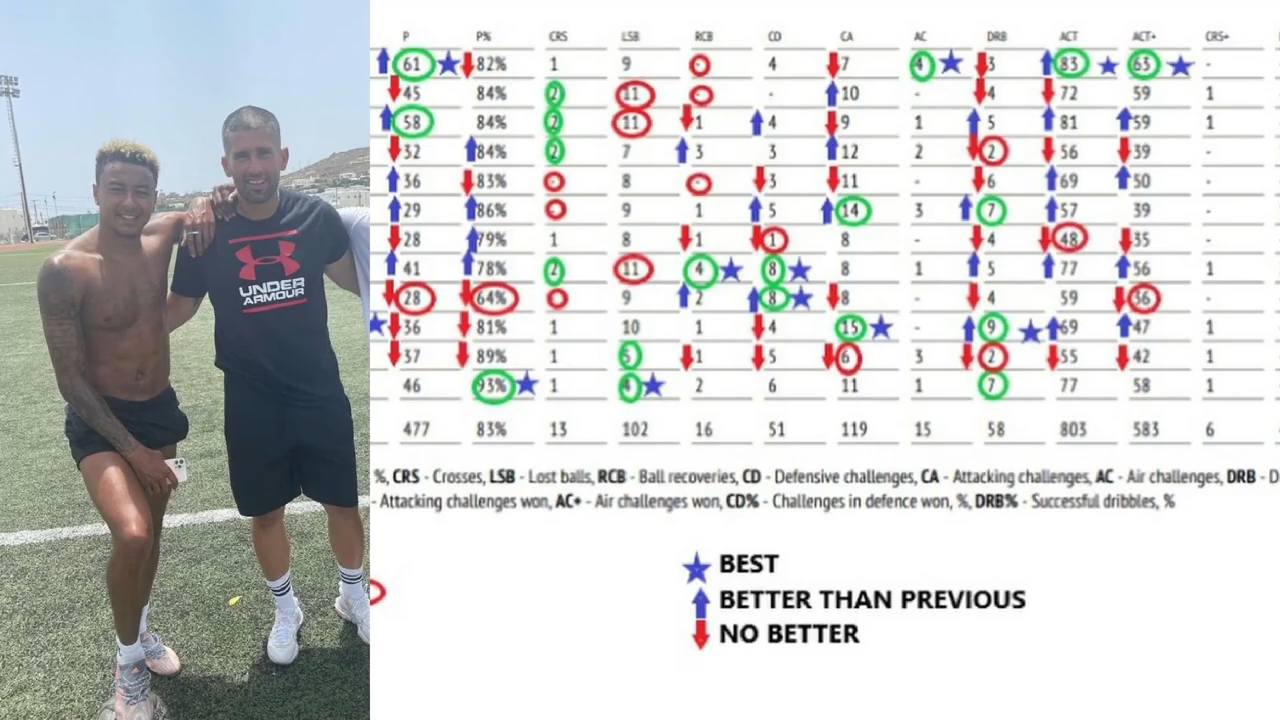 P P% CRS LSB RCB CD CA AC DRB ACT ACT+ CRS+
61 82% 1 9 - 4 7 4 3 83 63 -
45 84% 2 11 - - 10 - 4 72 59 1
58 84% 2 11 1 4 9 1 5 81 59 1
32 84% 2 7 3 3 12 2 2 56 39 -
36 83% - 8 - 3 11 - 6 69 50 -
29 86% - 9 1 5 14 3 7 57 39 -
28 79% 1 8 1 1 8 - 4 48 35 -
41 78% 2 11 4 8 8 1 5 77 56 1
28 64% - 9 2 8 8 - 4 59 36 -
36 81% 1 10 1 4 15 - 9 69 47 1
37 89% 1 5 1 5 6 3 2 55 42 1
46 93% 1 4 2 6 11 1 7 77 58 1
477 83% 13 102 16 51 119 15 58 803 583 6
%, CRS - Crosses, LSB - Lost balls, RCB - Ball recoveries, CD - Defensive challenges, CA - Attacking challenges, AC - Air challenges, DRB - D
- Attacking challenges won, AC+ - Air challenges won, CD% - Challenges in defence won, %, DRB% - Successful dribbles, %
BEST
BETTER THAN PREVIOUS
NO BETTER
UNDER
ARMOUR